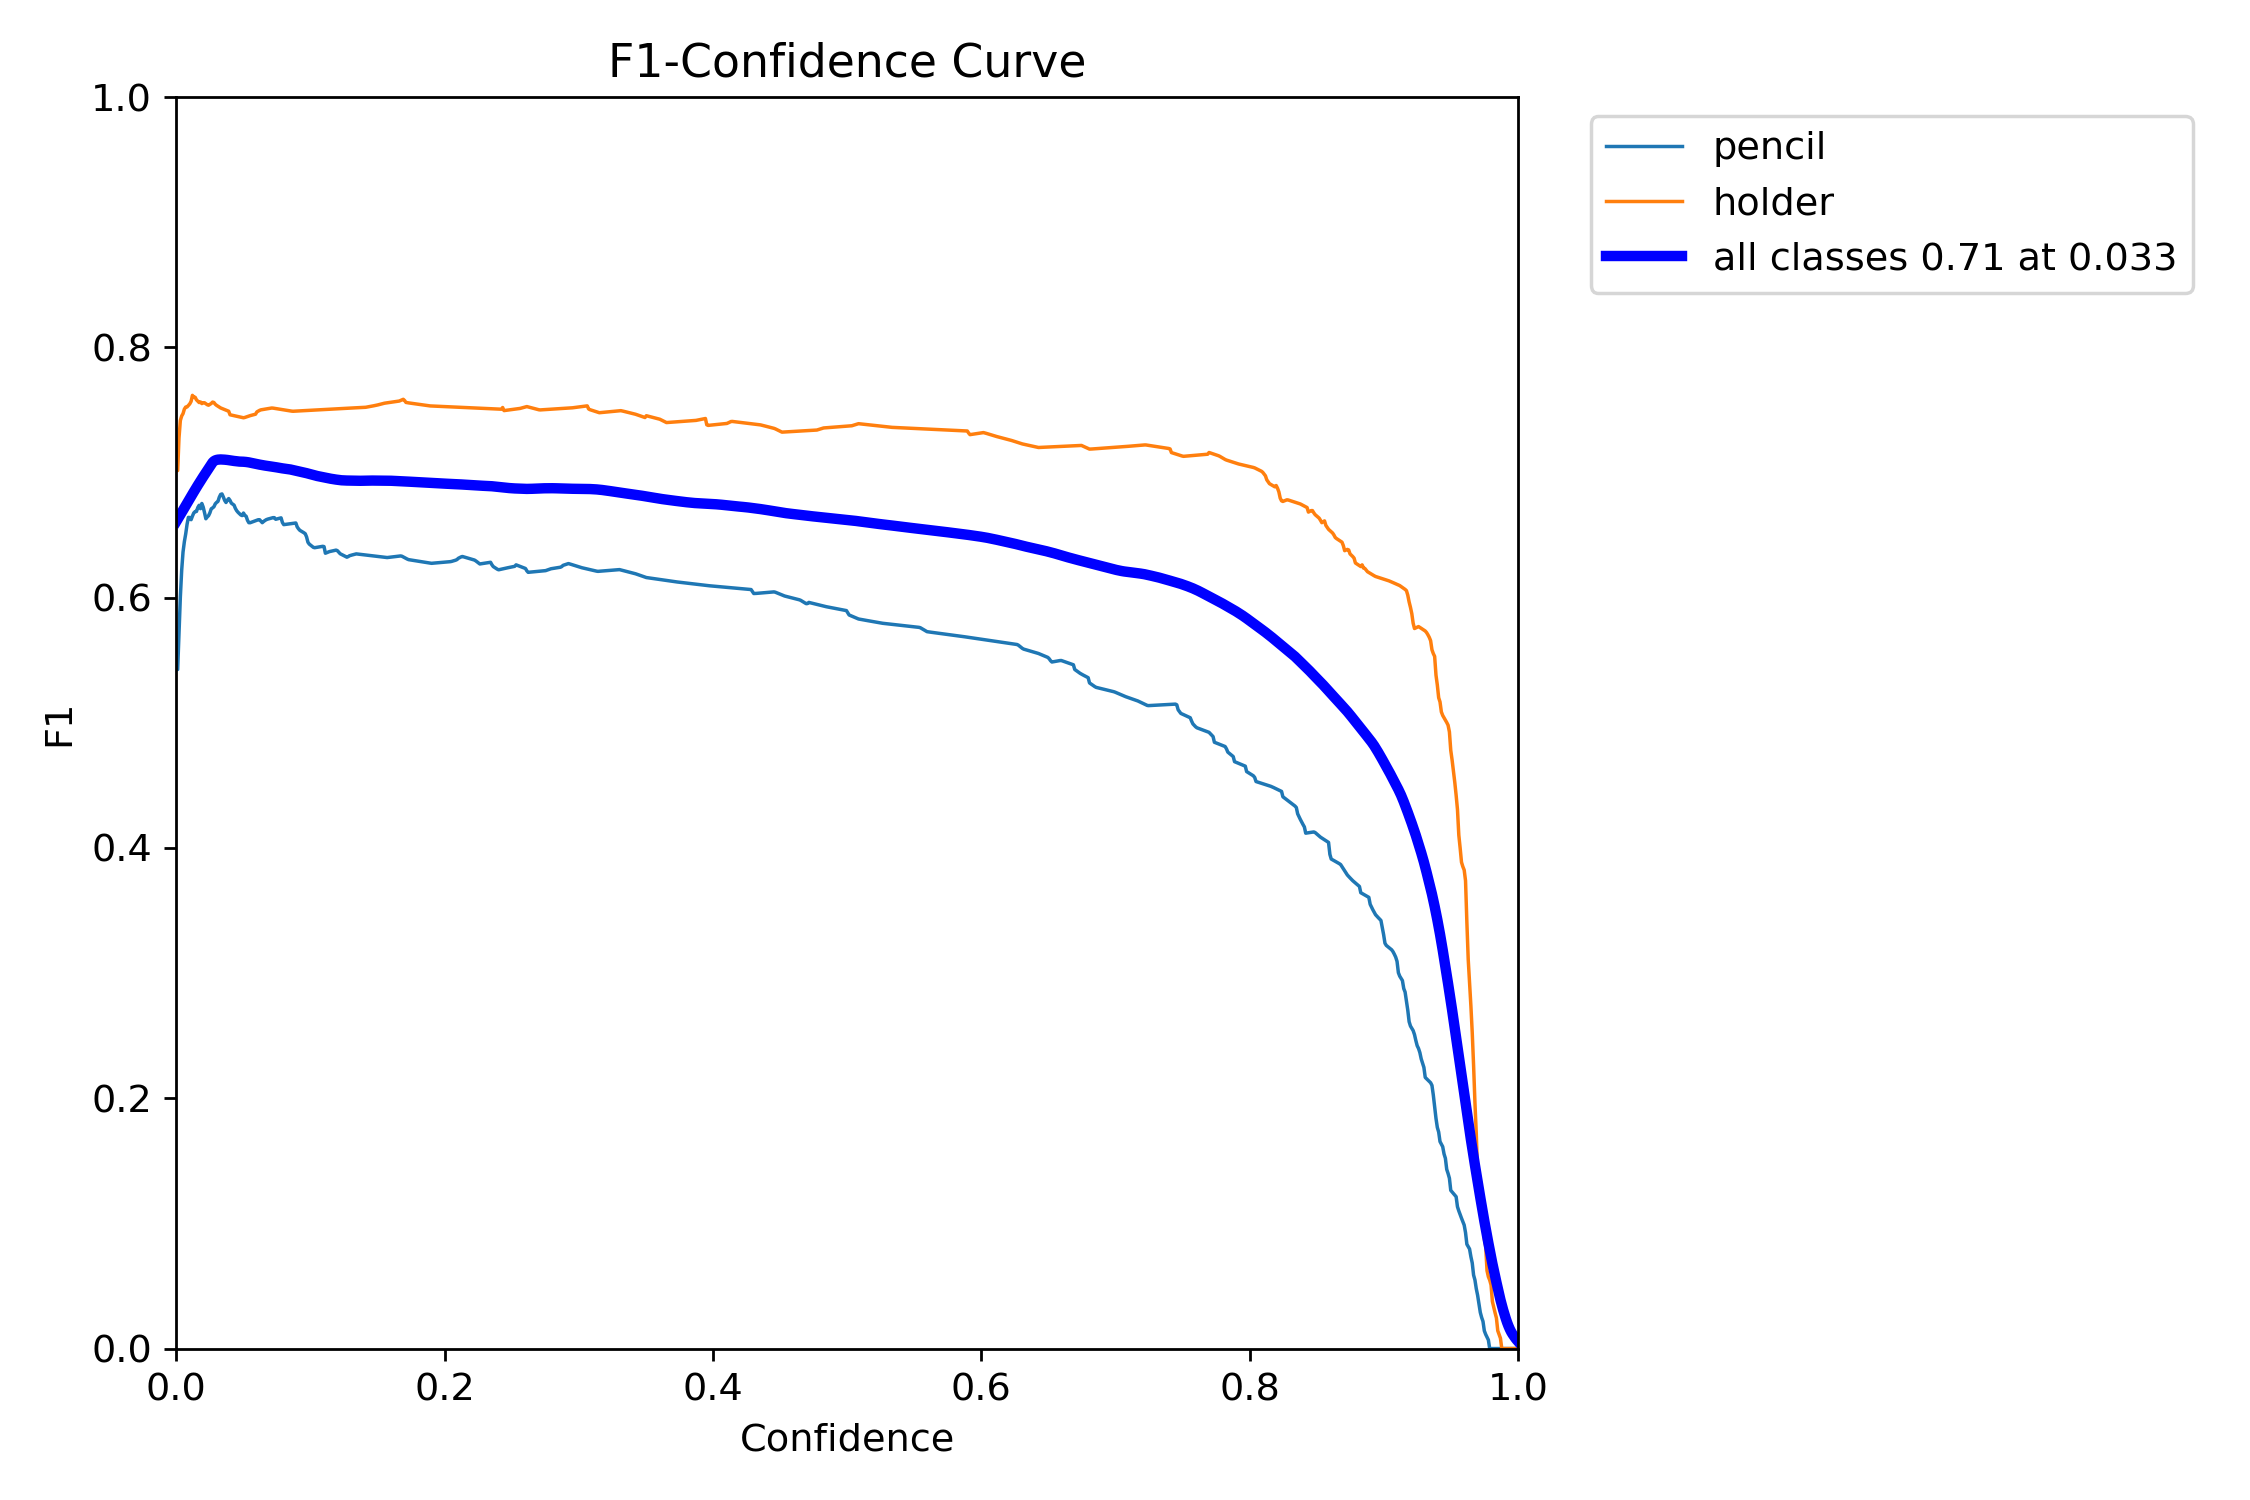 F1-Confidence Curve
1.0
0.8
0.6
0.4
0.2
0.0
F1
0.0 0.2 0.4 0.6 0.8 1.0
Confidence
pencil
holder
all classes 0.71 at 0.033